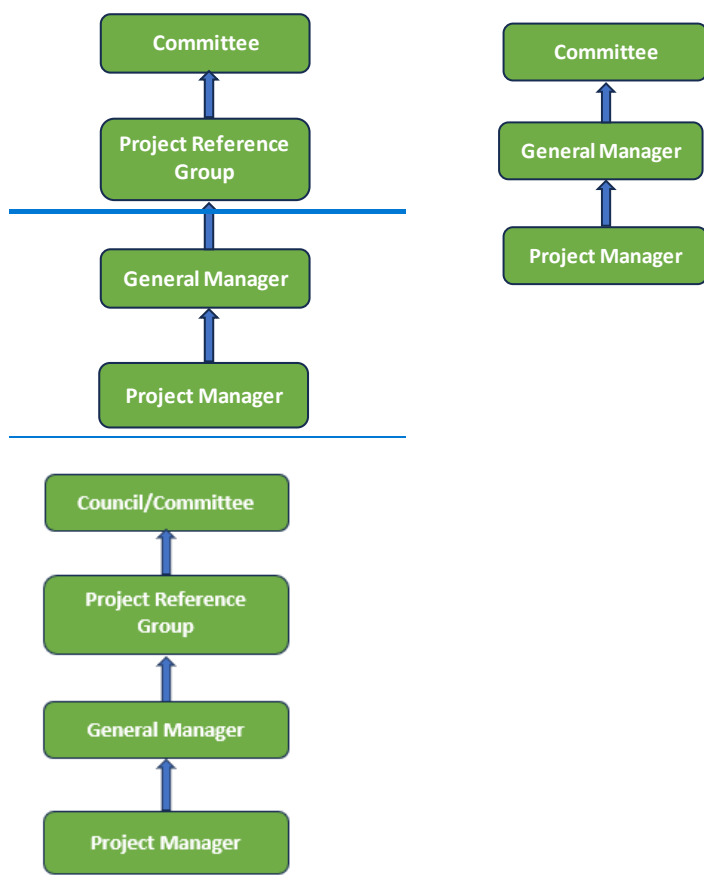 Committee
Project Reference
Group
General Manager
Project Manager
Committee
General Manager
Project Manager
Council/Committee
Project Reference
Group
General Manager
Project Manager